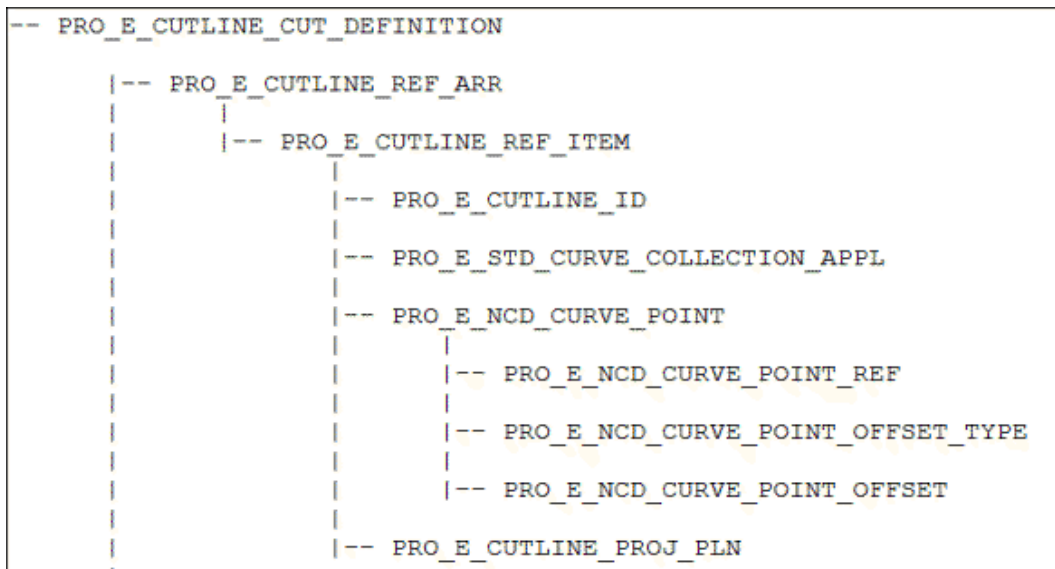 -- PRO_E_CUTLINE_CUT_DEFINITION
|-- PRO_E_CUTLINE_REF_ARR
|-- PRO_E_CUTLINE_REF_ITEM
|-- PRO_E_CUTLINE_ID
|-- PRO_E_STD_CURVE_COLLECTION_APPL
|-- PRO_E_NCD_CURVE_POINT
|-- PRO_E_NCD_CURVE_POINT_REF
|-- PRO_E_NCD_CURVE_POINT_OFFSET_TYPE
|-- PRO_E_NCD_CURVE_POINT_OFFSET
|-- PRO_E_CUTLINE_PROJ_PLN